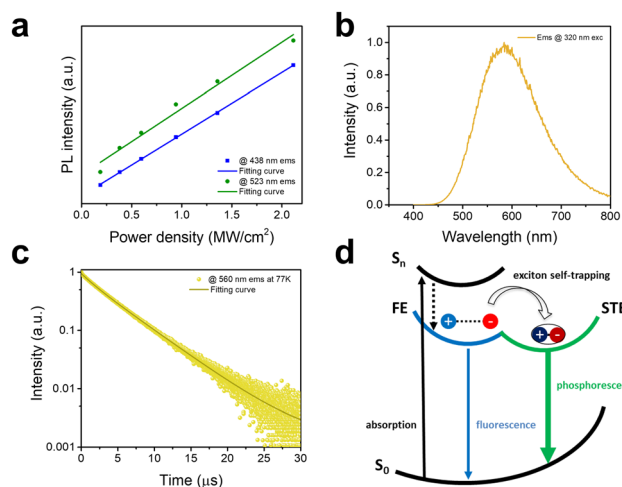 a
PL intensity (a.u.)
@ 438 nm ems
Fitting curve
@ 523 nm ems
Fitting curve
0.0 0.5 1.0 1.5 2.0
Power density (MW/cm²)
b
Intensity (a.u.)
1.0
0.8
0.6
0.4
0.2
0.0
Ems @ 320 nm exc
400 500 600 700 800
Wavelength (nm)
c
Intensity (a.u.)
1
0.1
0.01
0.001
@ 560 nm ems at 77K
Fitting curve
0 5 10 15 20 25 30
Time (μs)
d
Sn
exciton self-trapping
FE
STE
+ -
+ -
phosphoresce
absorption
fluorescence
S0